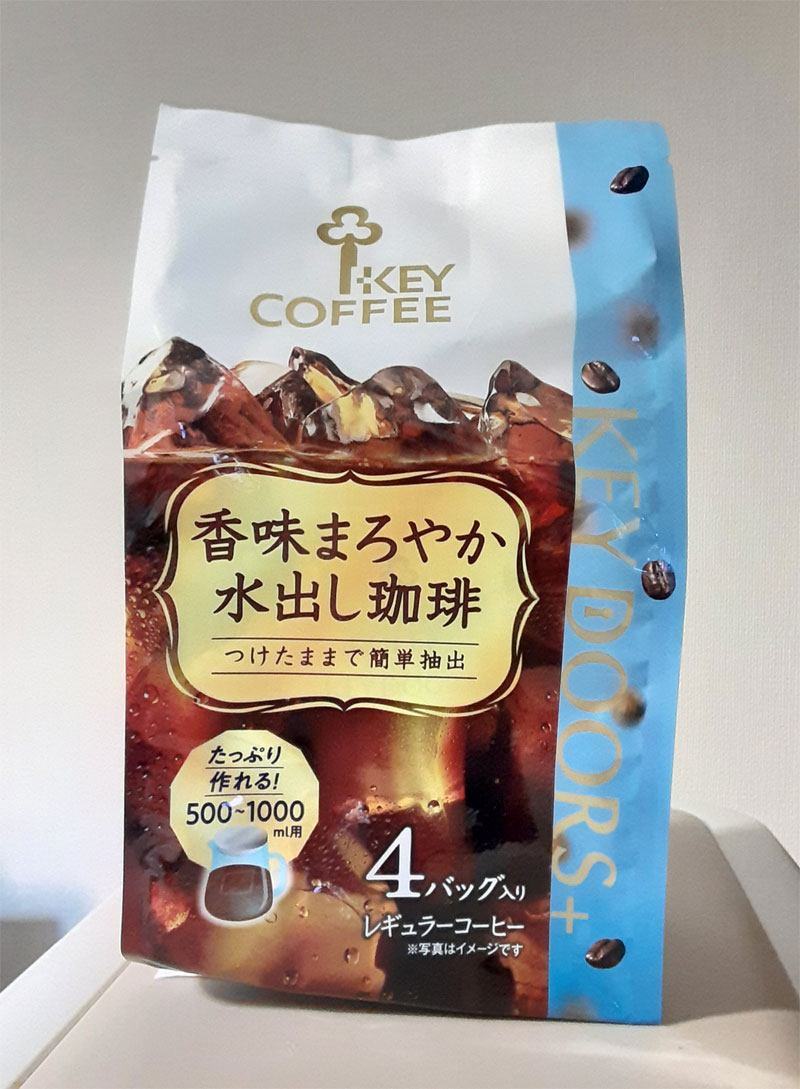 KEY
COFFEE
香味まろやか
水出し珈琲
つけたままで簡単抽出
たっぷり
作れる!
500~1000
ml用
4バッグ入り
レギュラーコーヒー
※写真はイメージです
KEY DOORS+